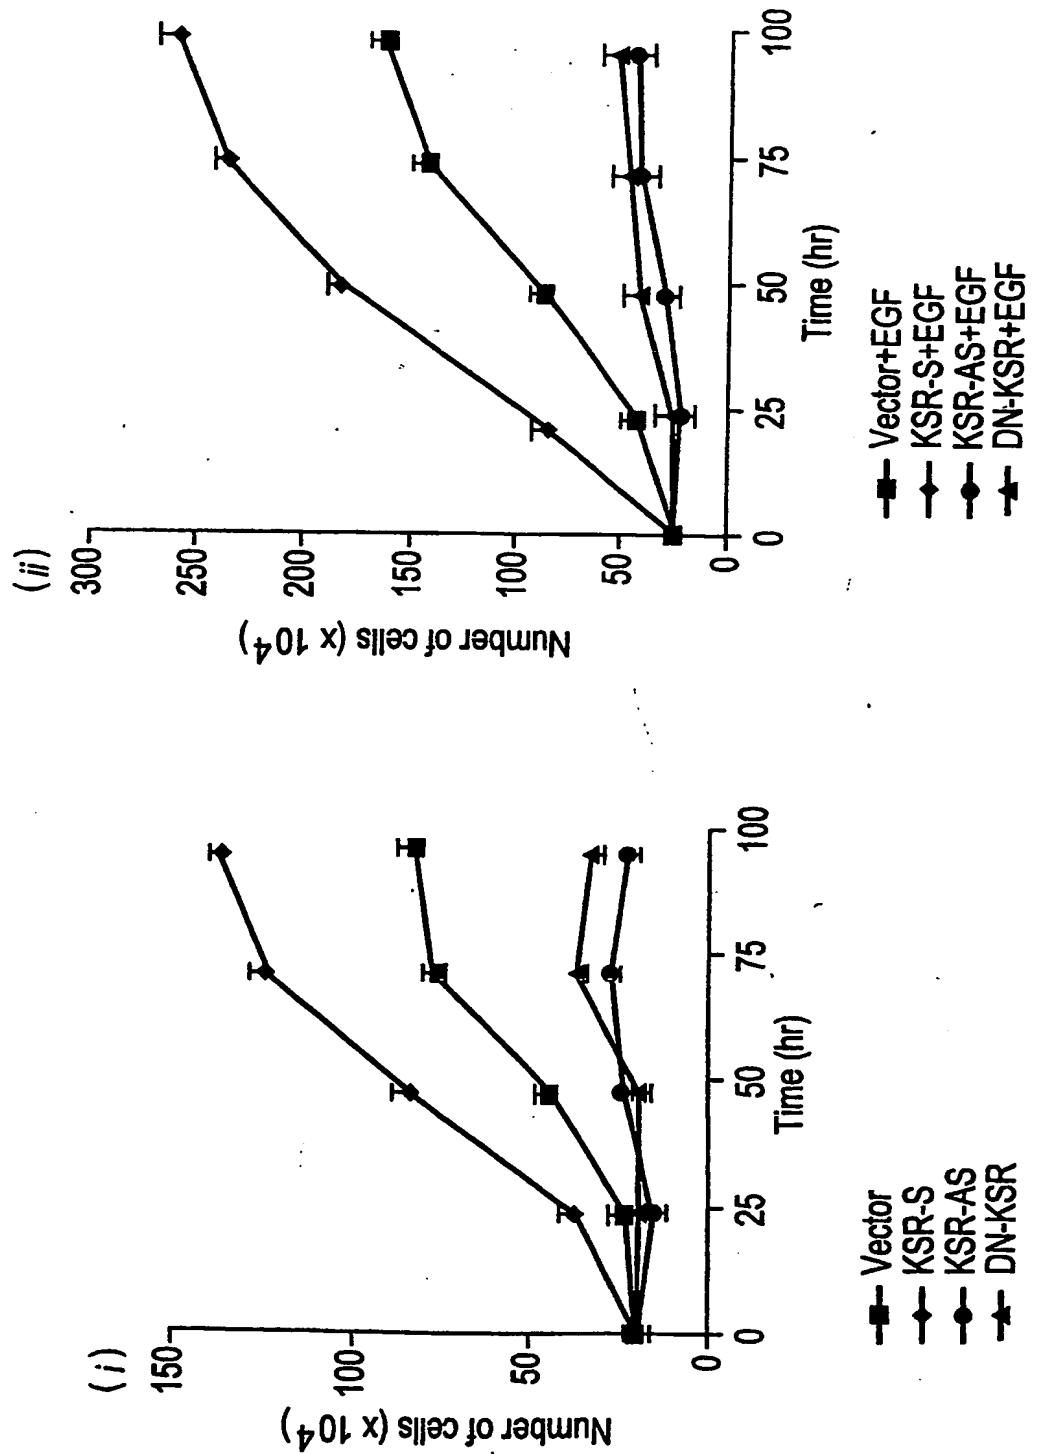 (i)
Number of cells (x 10⁴)
150
100
50
0
0
25
50
75
100
Time (hr)
Vector
KSR-S
KSR-AS
DN-KSR
(ii)
Number of cells (x 10⁴)
300
250
200
150
100
50
0
0
25
50
75
100
Time (hr)
Vector+EGF
KSR-S+EGF
KSR-AS+EGF
DN-KSR+EGF